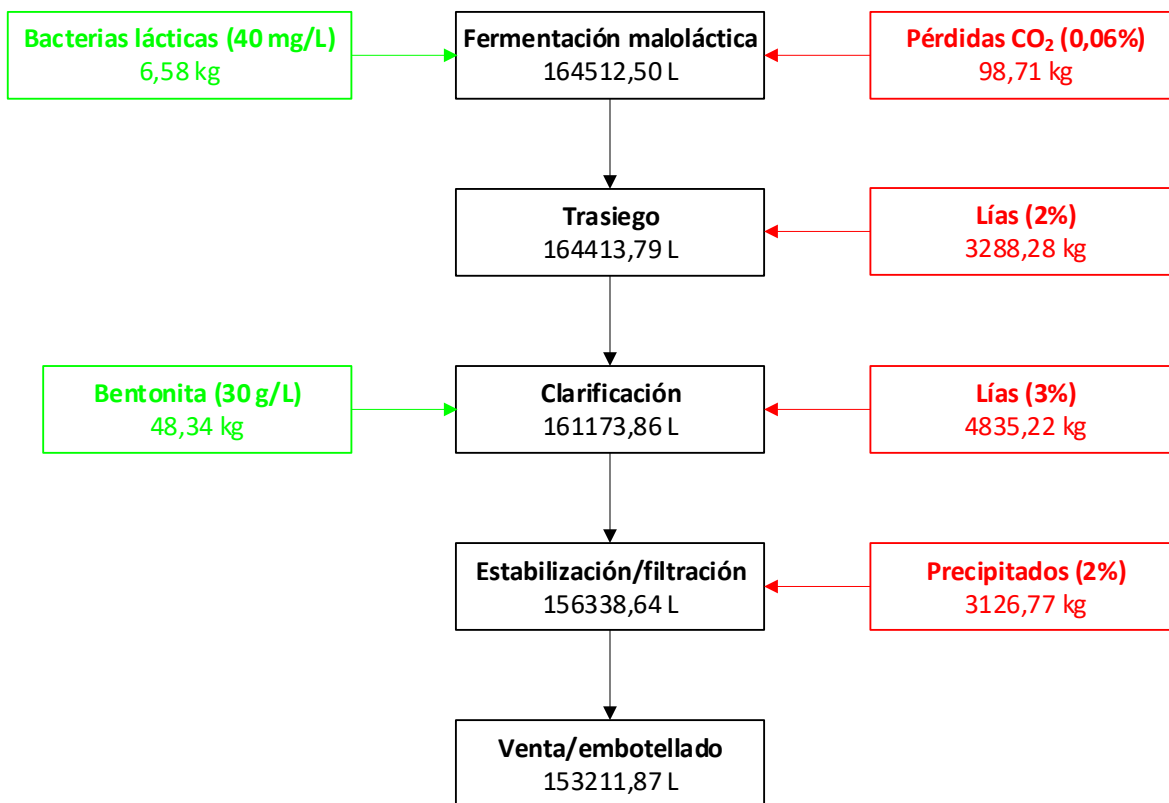 Bacterias lácticas (40 mg/L)
6,58 kg
Fermentación maloláctica
164512,50 L
Pérdidas CO₂ (0,06%)
98,71 kg
Trasiego
164413,79 L
Lías (2%)
3288,28 kg
Bentonita (30 g/L)
48,34 kg
Clarificación
161173,86 L
Lías (3%)
4835,22 kg
Estabilización/filtración
156338,64 L
Precipitados (2%)
3126,77 kg
Venta/embotellado
153211,87 L